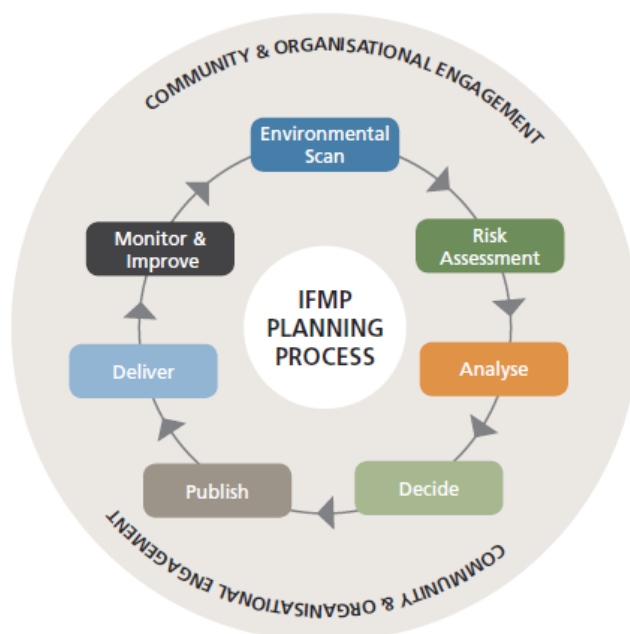 COMMUNITY & ORGANISATIONAL ENGAGEMENT
Environmental
Scan
Risk
Assessment
Analyse
Decide
Publish
Deliver
Monitor &
Improve
IFMP
PLANNING
PROCESS
COMMUNITY & ORGANISATIONAL ENGAGEMENT